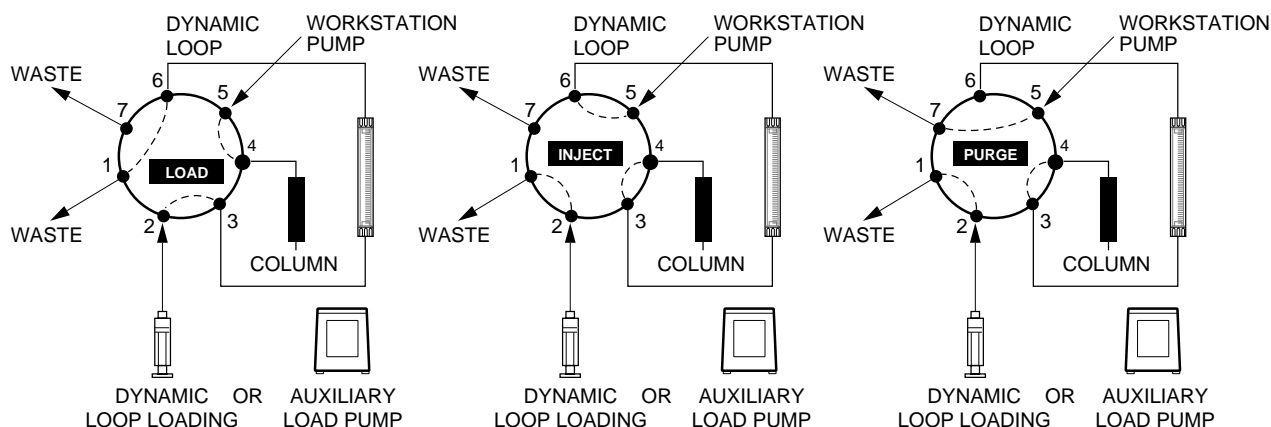 DYNAMIC
LOOP
WORKSTATION
PUMP
WASTE
6
5
7
4
1
LOAD
2
3
WASTE
COLUMN
DYNAMIC OR AUXILIARY
LOOP LOADING LOAD PUMP
DYNAMIC
LOOP
WORKSTATION
PUMP
WASTE
6
5
7
4
1
INJECT
2
3
WASTE
COLUMN
DYNAMIC OR AUXILIARY
LOOP LOADING LOAD PUMP
DYNAMIC
LOOP
WORKSTATION
PUMP
WASTE
6
5
7
4
1
PURGE
2
3
WASTE
COLUMN
DYNAMIC OR AUXILIARY
LOOP LOADING LOAD PUMP